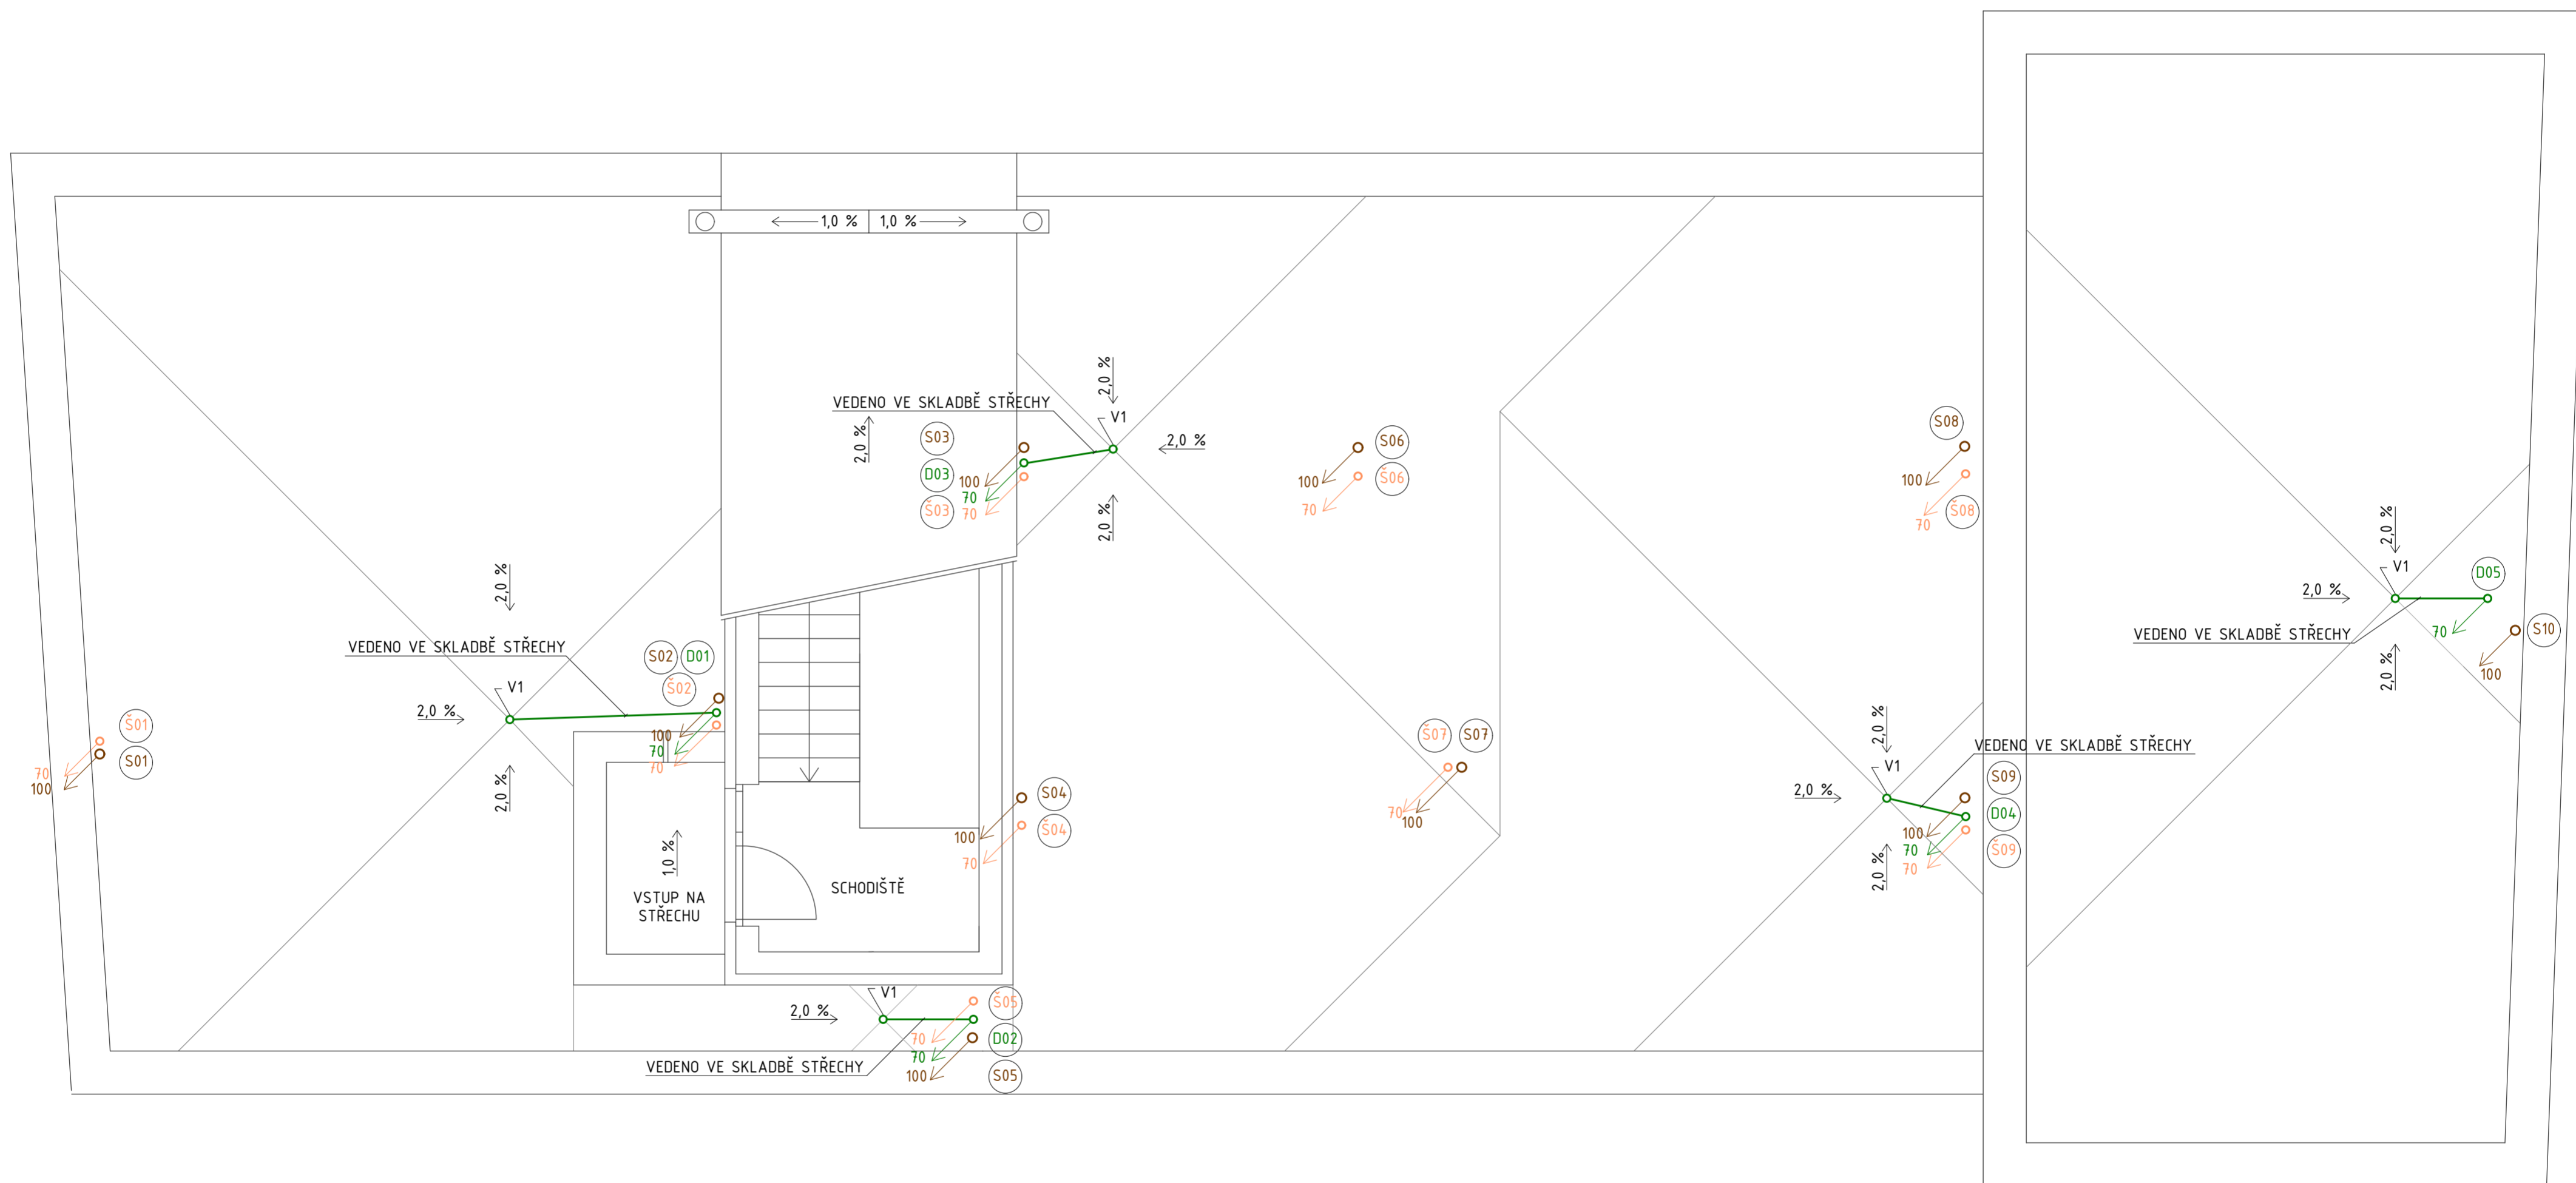 1,0 %
1,0 %
VEDENO VE SKLADBĚ STŘECHY
2,0 %
2,0 %
V1
2,0 %
2,0 %
S03
D03
Š03
100
70
70
S06
Š06
100
70
S08
Š08
100
70
2,0 %
V1
2,0 %
2,0 %
VEDENO VE SKLADBĚ STŘECHY
D05
70
S10
100
2,0 %
VEDENO VE SKLADBĚ STŘECHY
V1
2,0 %
2,0 %
S02
D01
Š02
100
70
70
Š01
S01
70
100
Š07
S07
70
100
2,0 %
VEDENO VE SKLADBĚ STŘECHY
V1
2,0 %
2,0 %
S09
D04
Š09
100
70
70
S04
Š04
100
70
1,0 %
VSTUP NA
STŘECHU
SCHODIŠTĚ
V1
2,0 %
Š05
D02
S05
70
70
100
VEDENO VE SKLADBĚ STŘECHY